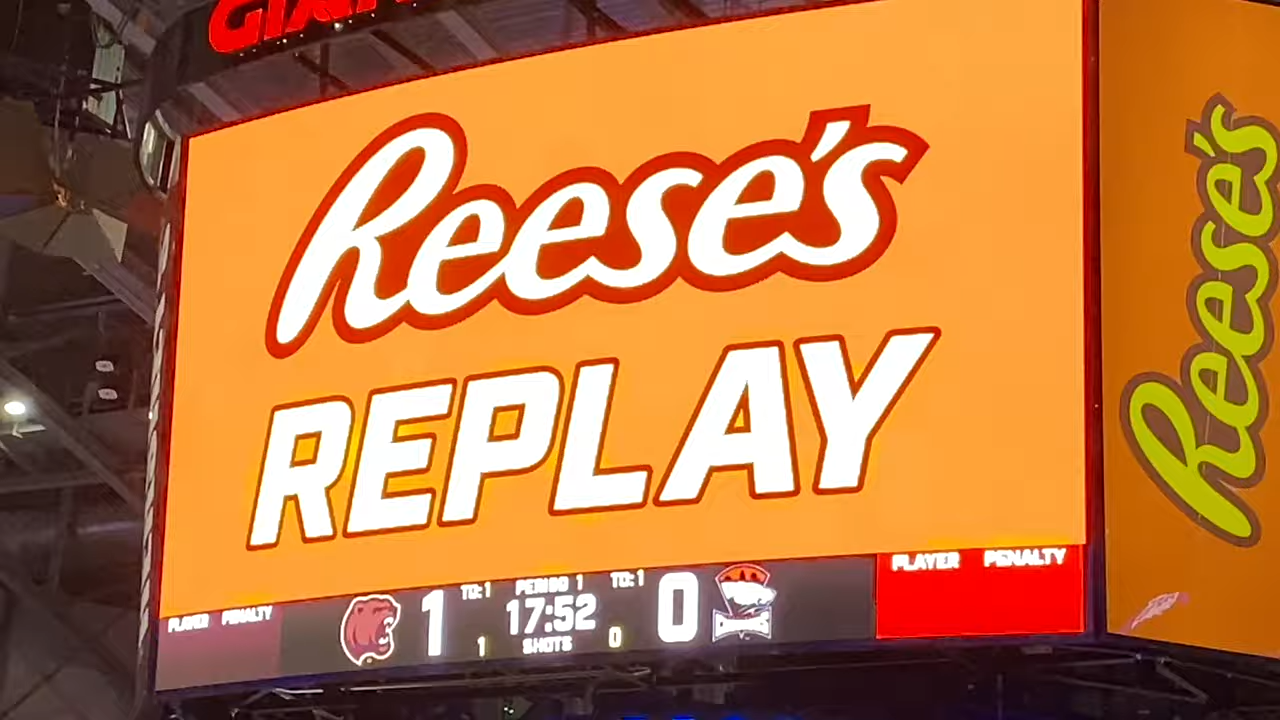 GIAN
Reese's
REPLAY
Reese's
PLAYER PENALTY
1 TO: 1 PERIOD 1 TO: 1 0
17:52
1 SHOTS 0
PLAYER PENALTY